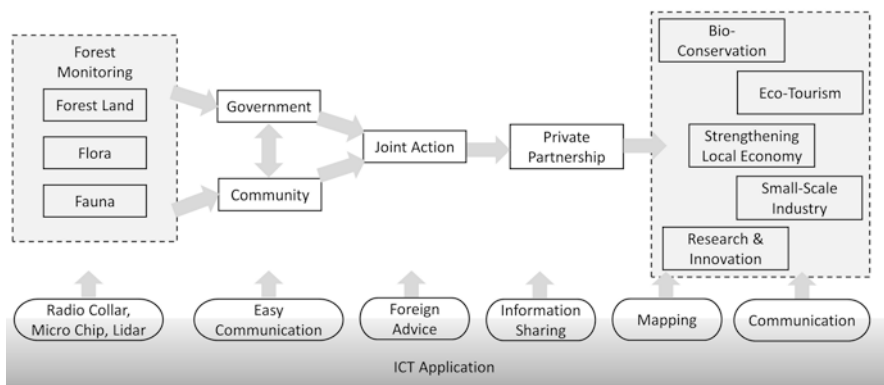 Forest
Monitoring
Forest Land
Flora
Fauna
Government
Community
Joint Action
Private
Partnership
Bio-
Conservation
Eco-Tourism
Strengthening
Local Economy
Small-Scale
Industry
Research &
Innovation
Radio Collar,
Micro Chip, Lidar
Easy
Communication
Foreign
Advice
Information
Sharing
Mapping
Communication
ICT Application